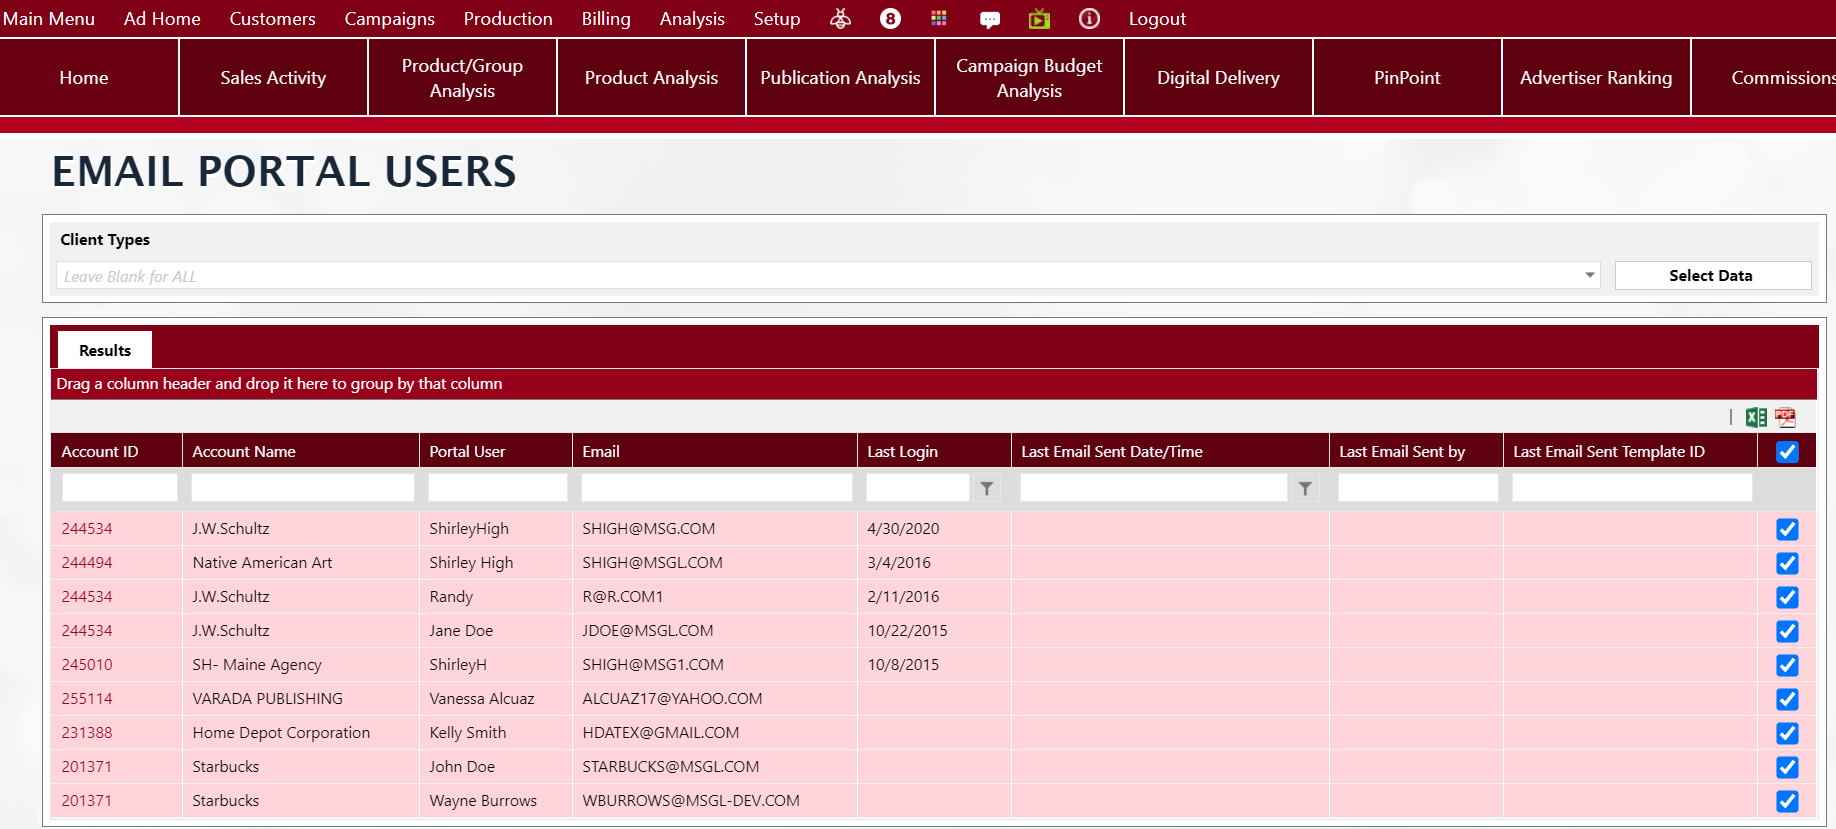 Main Menu Ad Home Customers Campaigns Production Billing Analysis Setup 8 Logout
Home Sales Activity Product/Group Analysis Product Analysis Publication Analysis Campaign Budget Analysis Digital Delivery PinPoint Advertiser Ranking Commissions
EMAIL PORTAL USERS
Client Types
Leave Blank for ALL Select Data
Results
Drag a column header and drop it here to group by that column
PDF
Account ID Account Name Portal User Email Last Login Last Email Sent Date/Time Last Email Sent by Last Email Sent Template ID
244534 J.W.Schultz ShirleyHigh SHIGH@MSG.COM 4/30/2020
244494 Native American Art Shirley High SHIGH@MSGL.COM 3/4/2016
244534 J.W.Schultz Randy R@R.COM1 2/11/2016
244534 J.W.Schultz Jane Doe JDOE@MSGL.COM 10/22/2015
245010 SH- Maine Agency ShirleyH SHIGH@MSG1.COM 10/8/2015
255114 VARADA PUBLISHING Vanessa Alcuaz ALCUAZ17@YAHOO.COM
231388 Home Depot Corporation Kelly Smith HDATEX@GMAIL.COM
201371 Starbucks John Doe STARBUCKS@MSGL.COM
201371 Starbucks Wayne Burrows WBURROWS@MSGL-DEV.COM